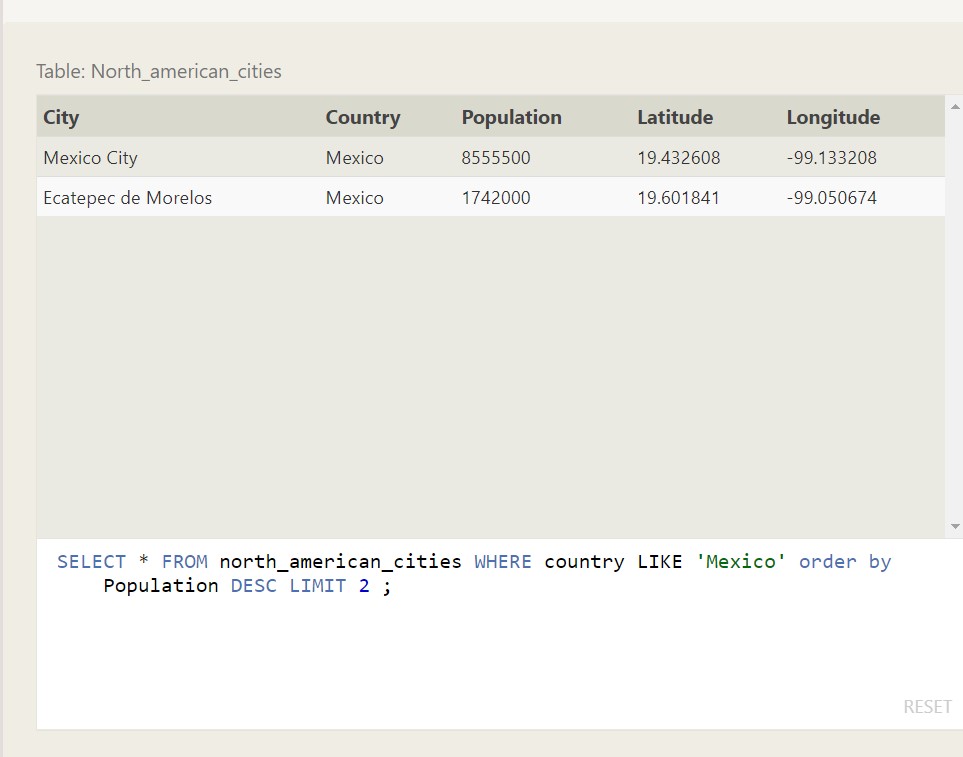 Table: North_american_cities
City Country Population Latitude Longitude
Mexico City Mexico 8555500 19.432608 -99.133208
Ecatepec de Morelos Mexico 1742000 19.601841 -99.050674
SELECT * FROM north_american_cities WHERE country LIKE 'Mexico' order by
Population DESC LIMIT 2 ;
RESET